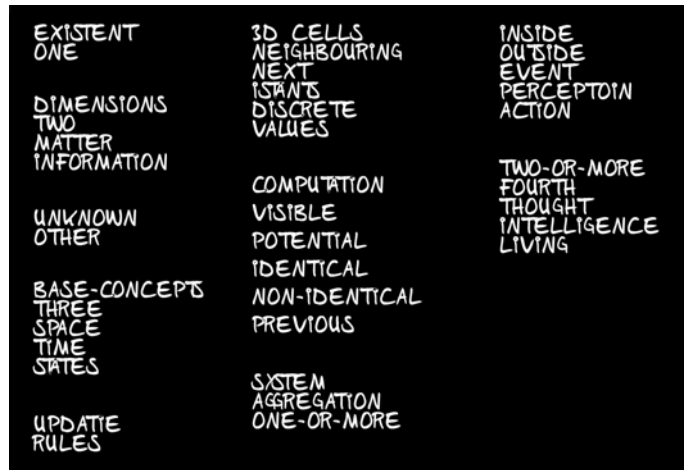 EXISTENT
ONE
DIMENSIONS
TWO
MATTER
INFORMATION
UNKNOWN
OTHER
BASE-CONCEPTS
THREE
SPACE
TIME
STATES
UPDATIE
RULES
3D CELLS
NEIGHBOURING
NEXT
ISTANTS
DISCRETE
VALUES
COMPUTATION
VISIBLE
POTENTIAL
IDENTICAL
NON-IDENTICAL
PREVIOUS
SXSTEM
AGGREGATION
ONE-OR-MORE
INSIDE
OUTSIDE
EVENT
PERCEPTOIN
ACTION
TWO-OR-MORE
FOURTH
THOUGHT
INTELLIGENCE
LIVING